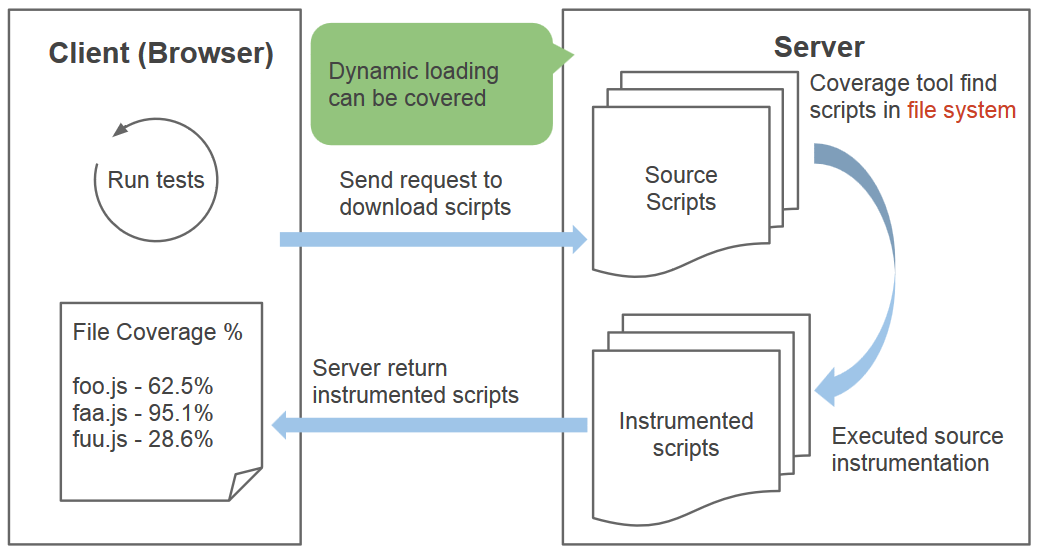 Client (Browser)
Run tests
File Coverage %
foo.js - 62.5%
faa.js - 95.1%
fuu.js - 28.6%
Dynamic loading
can be covered
Send request to
download scirpts
Server return
instrumented scripts
Server
Coverage tool find
scripts in file system
Source
Scripts
Instrumented
scripts
Executed source
instrumentation